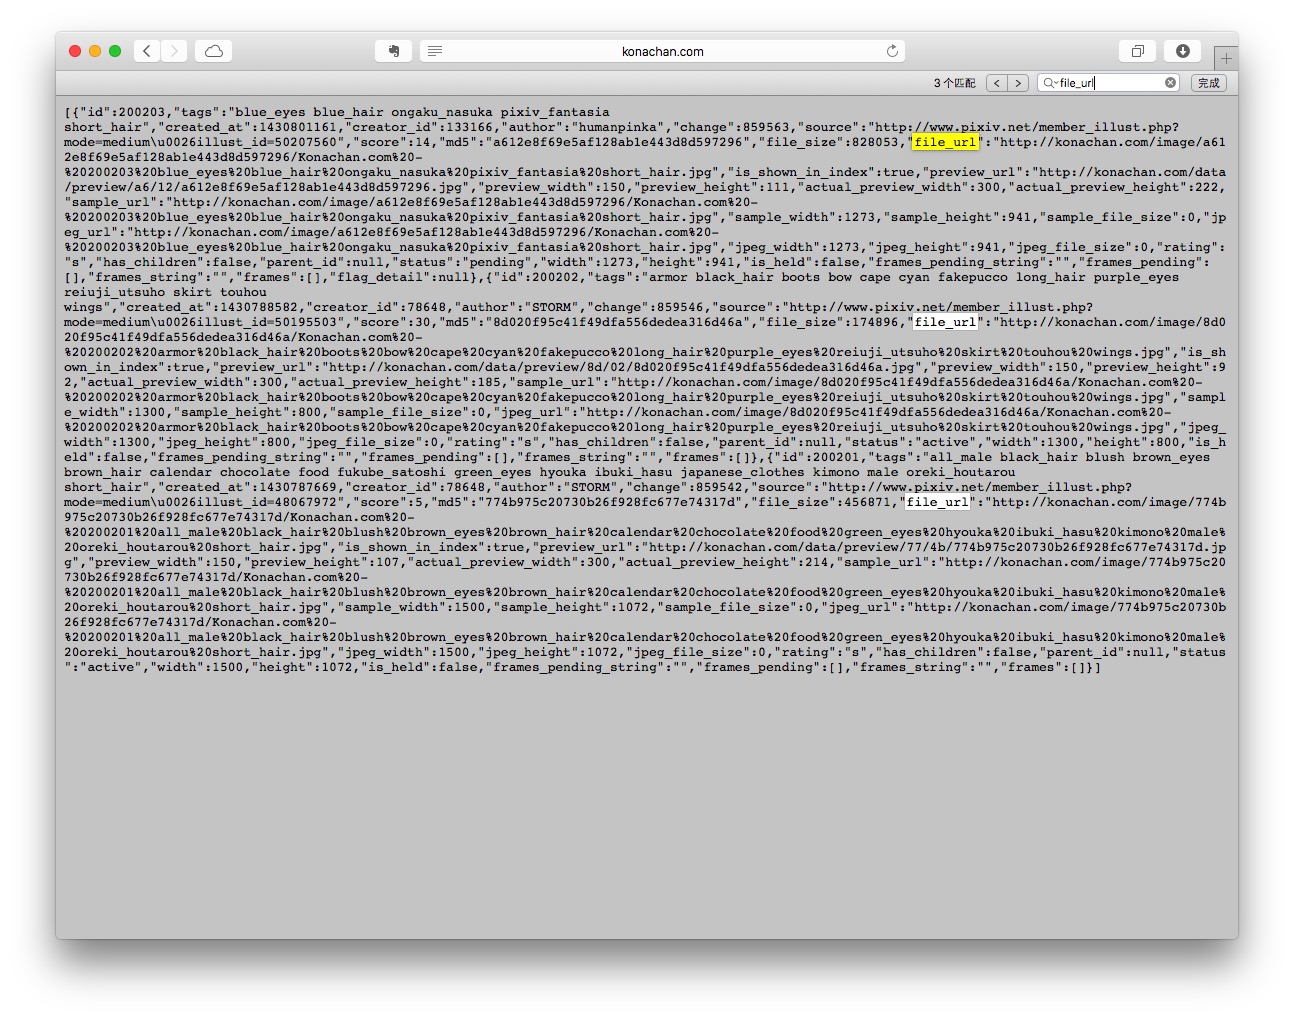 konachan.com
3 个匹配
file_url
完成
[{"id":200203,"tags":"blue_eyes blue_hair ongaku_nasuka pixiv_fantasia
short_hair","created_at":1430801161,"creator_id":133166,"author":"humanpinka","change":859563,"source":"http://www.pixiv.net/member_illust.php?
mode=medium\u0026illust_id=50207560","score":14,"md5":"a612e8f69e5af128ab1e443d8d597296","file_size":828053,"file_url":"http://konachan.com/image/a61
2e8f69e5af128ab1e443d8d597296/Konachan.com%20-
%20200203%20blue_eyes%20blue_hair%20ongaku_nasuka%20pixiv_fantasia%20short_hair.jpg","is_shown_in_index":true,"preview_url":"http://konachan.com/data
/preview/a6/12/a612e8f69e5af128ab1e443d8d597296.jpg","preview_width":150,"preview_height":111,"actual_preview_width":300,"actual_preview_height":222,
"sample_url":"http://konachan.com/image/a612e8f69e5af128ab1e443d8d597296/Konachan.com%20-
%20200203%20blue_eyes%20blue_hair%20ongaku_nasuka%20pixiv_fantasia%20short_hair.jpg","sample_width":1273,"sample_height":941,"sample_file_size":0,"jp
eg_url":"http://konachan.com/image/a612e8f69e5af128ab1e443d8d597296/Konachan.com%20-
%20200203%20blue_eyes%20blue_hair%20ongaku_nasuka%20pixiv_fantasia%20short_hair.jpg","jpeg_width":1273,"jpeg_height":941,"jpeg_file_size":0,"rating":
"s","has_children":false,"parent_id":null,"status":"pending","width":1273,"height":941,"is_held":false,"frames_pending_string":"","frames_pending":
[],"frames_string":"","frames":[],"flag_detail":null},{"id":200202,"tags":"armor black_hair boots bow cape cyan fakepucco long_hair purple_eyes
reiuji_utsuho skirt touhou
wings","created_at":1430788582,"creator_id":78648,"author":"STORM","change":859546,"source":"http://www.pixiv.net/member_illust.php?
mode=medium\u0026illust_id=50195503","score":30,"md5":"8d020f95c41f49dfa556dedea316d46a","file_size":174896,"file_url":"http://konachan.com/image/8d0
20f95c41f49dfa556dedea316d46a/Konachan.com%20-
%20200202%20armor%20black_hair%20boots%20bow%20cape%20cyan%20fakepucco%20long_hair%20purple_eyes%20reiuji_utsuho%20skirt%20touhou%20wings.jpg","is_sh
own_in_index":true,"preview_url":"http://konachan.com/data/preview/8d/02/8d020f95c41f49dfa556dedea316d46a.jpg","preview_width":150,"preview_height":9
2,"actual_preview_width":300,"actual_preview_height":185,"sample_url":"http://konachan.com/image/8d020f95c41f49dfa556dedea316d46a/Konachan.com%20-
%20200202%20armor%20black_hair%20boots%20bow%20cape%20cyan%20fakepucco%20long_hair%20purple_eyes%20reiuji_utsuho%20skirt%20touhou%20wings.jpg","sampl
e_width":1300,"sample_height":800,"sample_file_size":0,"jpeg_url":"http://konachan.com/image/8d020f95c41f49dfa556dedea316d46a/Konachan.com%20-
%20200202%20armor%20black_hair%20boots%20bow%20cape%20cyan%20fakepucco%20long_hair%20purple_eyes%20reiuji_utsuho%20skirt%20touhou%20wings.jpg","jpeg_
width":1300,"jpeg_height":800,"jpeg_file_size":0,"rating":"s","has_children":false,"parent_id":null,"status":"active","width":1300,"height":800,"is_h
eld":false,"frames_pending_string":"","frames_pending":[],"frames_string":"","frames":[]},{"id":200201,"tags":"all_male black_hair blush brown_eyes
brown_hair calendar chocolate food fukube_satoshi green_eyes hyouka ibuki_hasu japanese_clothes kimono male oreki_houtarou
short_hair","created_at":1430787669,"creator_id":78648,"author":"STORM","change":859542,"source":"http://www.pixiv.net/member_illust.php?
mode=medium\u0026illust_id=48067972","score":5,"md5":"774b975c20730b26f928fc677e74317d","file_size":456871,"file_url":"http://konachan.com/image/774b
975c20730b26f928fc677e74317d/Konachan.com%20-
%20200201%20all_male%20black_hair%20blush%20brown_eyes%20brown_hair%20calendar%20chocolate%20food%20green_eyes%20hyouka%20ibuki_hasu%20kimono%20male%
20oreki_houtarou%20short_hair.jpg","is_shown_in_index":true,"preview_url":"http://konachan.com/data/preview/77/4b/774b975c20730b26f928fc677e74317d.jp
g","preview_width":150,"preview_height":107,"actual_preview_width":300,"actual_preview_height":214,"sample_url":"http://konachan.com/image/774b975c20
730b26f928fc677e74317d/Konachan.com%20-
%20200201%20all_male%20black_hair%20blush%20brown_eyes%20brown_hair%20calendar%20chocolate%20food%20green_eyes%20hyouka%20ibuki_hasu%20kimono%20male%
20oreki_houtarou%20short_hair.jpg","sample_width":1500,"sample_height":1072,"sample_file_size":0,"jpeg_url":"http://konachan.com/image/774b975c20730b
26f928fc677e74317d/Konachan.com%20-
%20200201%20all_male%20black_hair%20blush%20brown_eyes%20brown_hair%20calendar%20chocolate%20food%20green_eyes%20hyouka%20ibuki_hasu%20kimono%20male%
20oreki_houtarou%20short_hair.jpg","jpeg_width":1500,"jpeg_height":1072,"jpeg_file_size":0,"rating":"s","has_children":false,"parent_id":null,"status
":"active","width":1500,"height":1072,"is_held":false,"frames_pending_string":"","frames_pending":[],"frames_string":"","frames":[]}]